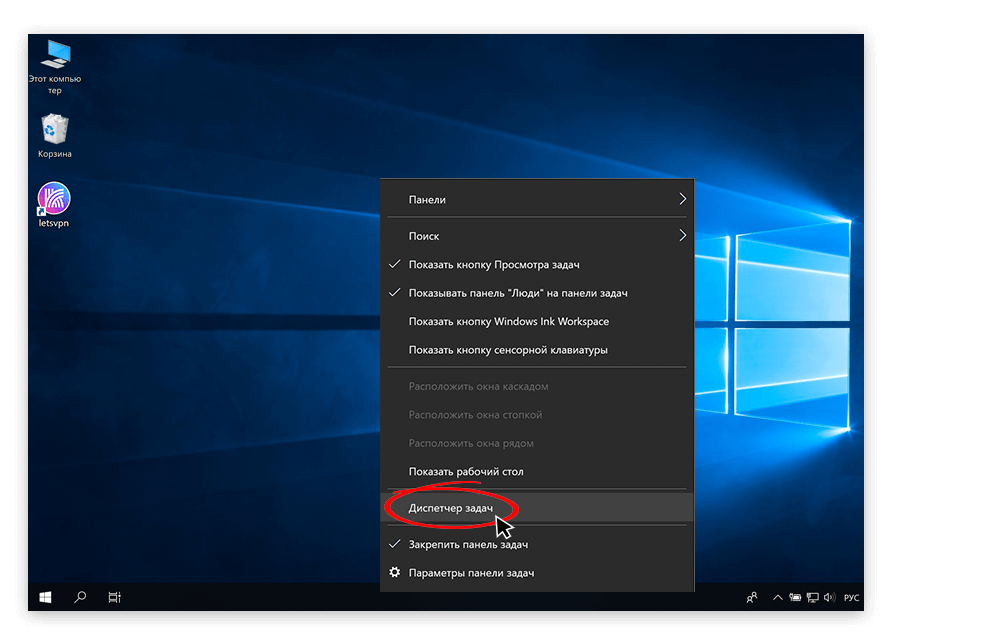 Этот компью
тер
Корзина
letsvpn
Панели
Поиск
Показать кнопку Просмотра задач
Показывать панель "Люди" на панели задач
Показать кнопку Windows Ink Workspace
Показать кнопку сенсорной клавиатуры
Расположить окна каскадом
Расположить окна стопкой
Расположить окна рядом
Показать рабочий стол
Диспетчер задач
Закрепить панель задач
Параметры панели задач
РУС